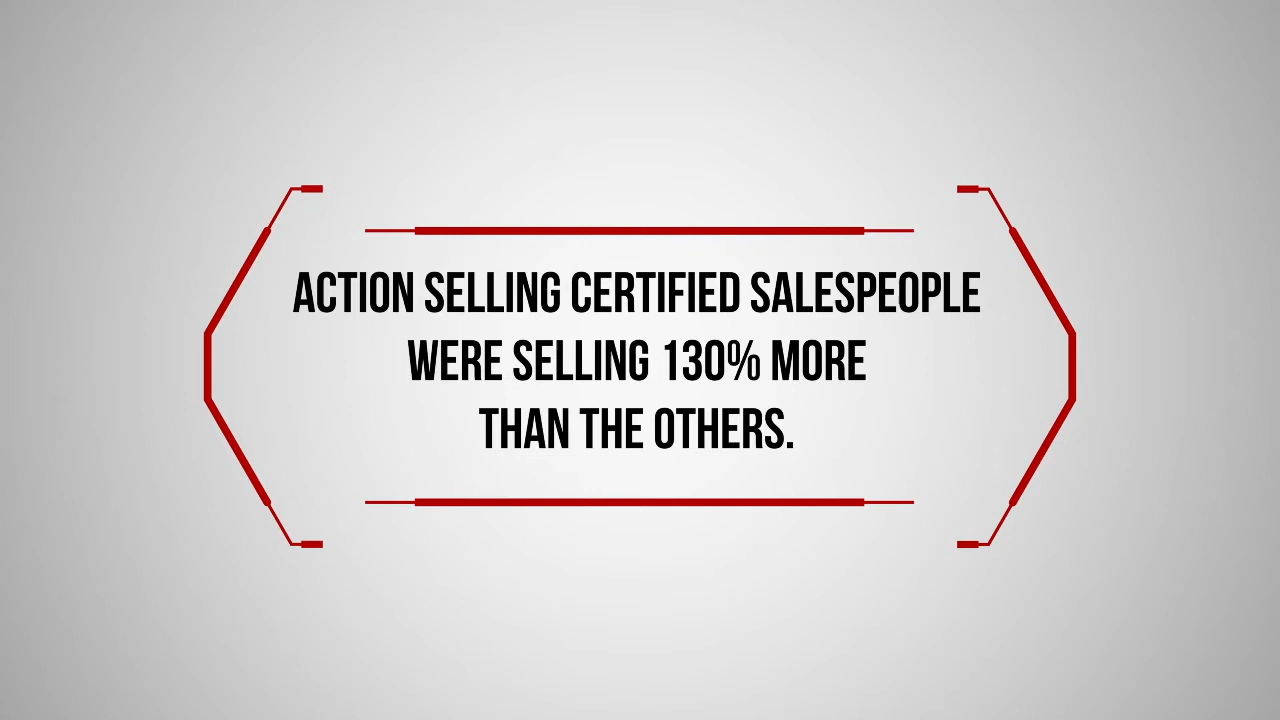 ACTION SELLING CERTIFIED SALESPEOPLE
WERE SELLING 130% MORE
THAN THE OTHERS.